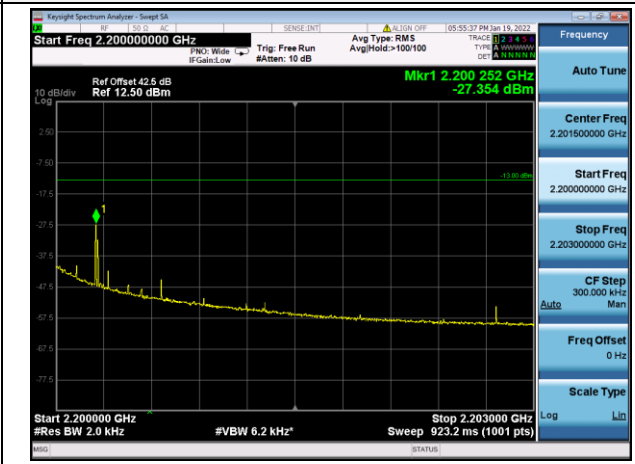 Keysight Spectrum Analyzer - Swept SA
RF 50 Ω AC SENSE:INT ALIGN OFF 05:55:37 PM Jan 19, 2022
Start Freq 2.200000000 GHz
PNO: Wide
IFGain:Low
Trig: Free Run
#Atten: 10 dB
Avg Type: RMS
Avg|Hold:>100/100
TRACE 1 2 3 4 5 6
TYPE A WWWWW
DET A N N N N N
Frequency
Ref Offset 42.5 dB
10 dB/div Ref 12.50 dBm
Log
Mkr1 2.200 252 GHz
-27.354 dBm
2.50
-7.50
-13.00 dBm
-17.5
1
-27.5
-37.5
-47.5
-57.5
-67.5
-77.5
Start 2.200000 GHz
Stop 2.203000 GHz
#Res BW 2.0 kHz
#VBW 6.2 kHz*
Sweep 923.2 ms (1001 pts)
MSG
STATUS
Auto Tune
Center Freq
2.201500000 GHz
Start Freq
2.200000000 GHz
Stop Freq
2.203000000 GHz
CF Step
300.000 kHz
Auto Man
Freq Offset
0 Hz
Scale Type
Log Lin